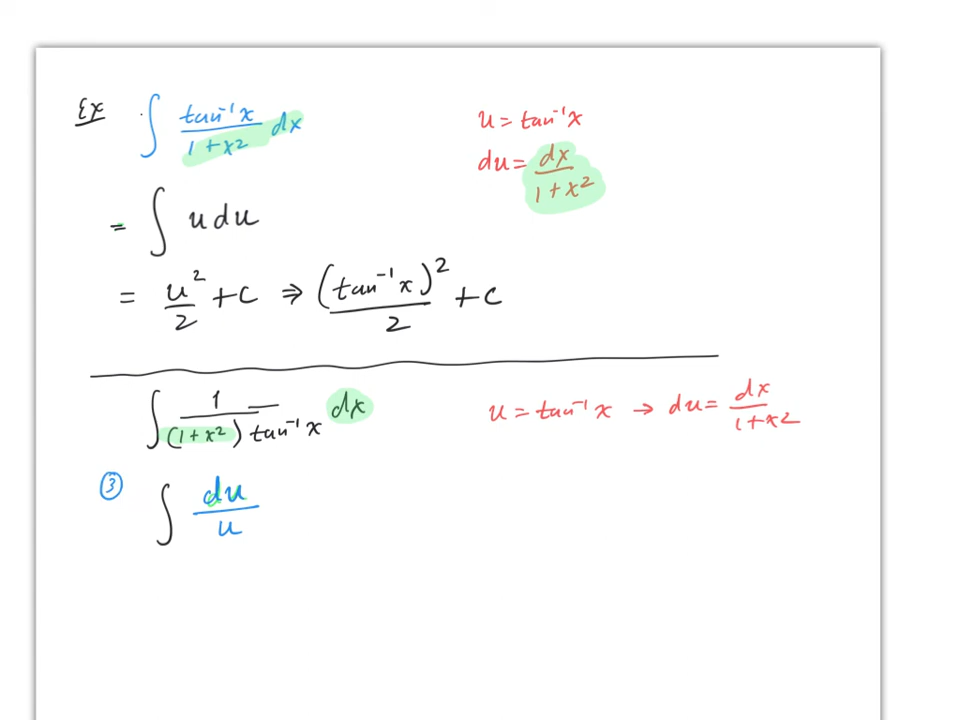 Ex ∫ tan⁻¹x / 1+x² dx u = tan⁻¹x
du = dx / 1+x²
= ∫ u du
= u²/2 + c ⇒ (tan⁻¹x)²/2 + c
∫ 1 / (1+x²) tan⁻¹x dx u = tan⁻¹x → du = dx / 1+x²
③ ∫ du / u